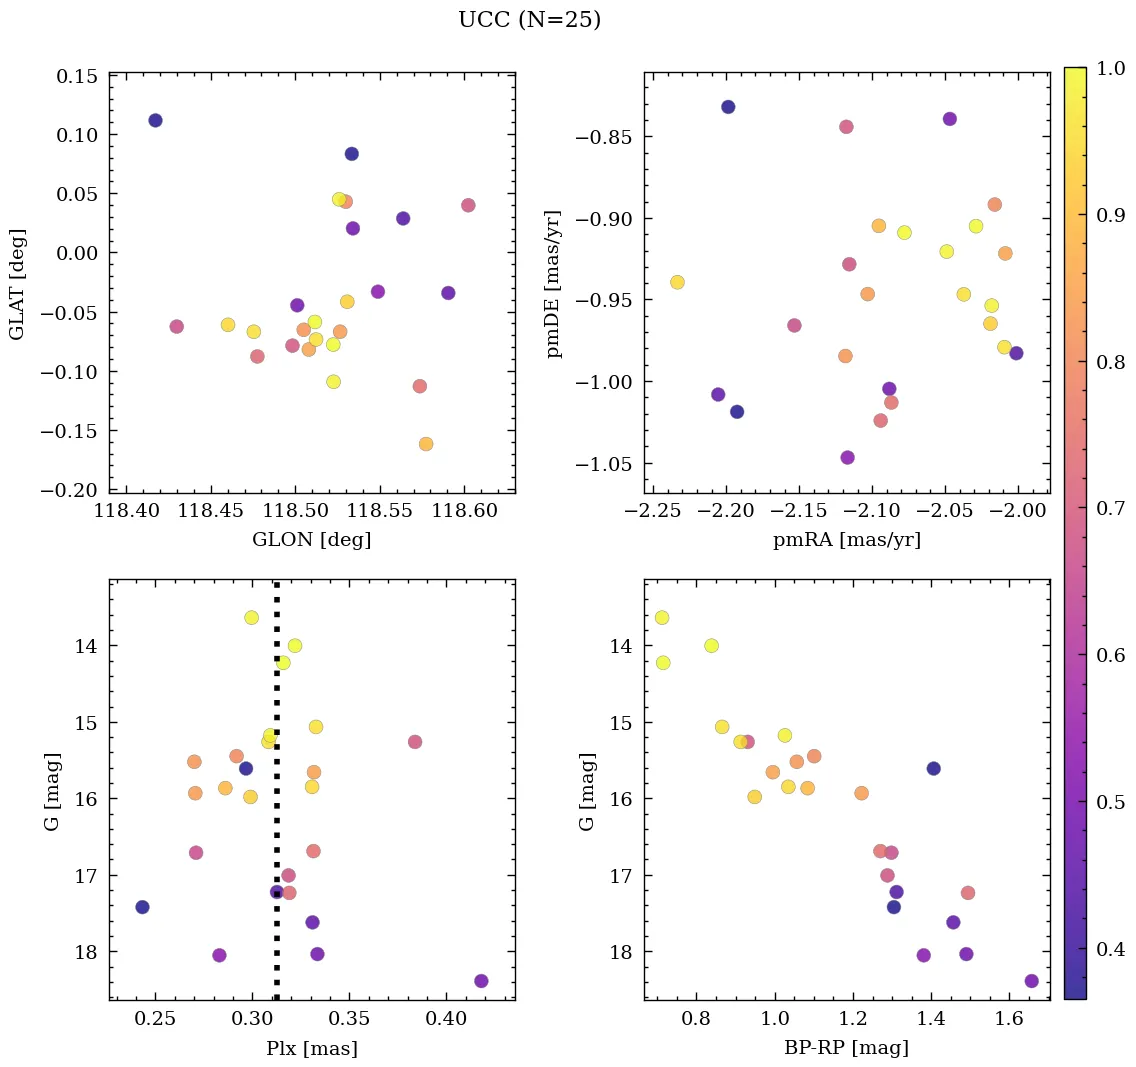 UCC (N=25)
0.15
0.10
0.05
0.00
−0.05
−0.10
−0.15
−0.20
GLAT [deg]
118.40 118.45 118.50 118.55 118.60
GLON [deg]
−0.85
−0.90
−0.95
−1.00
−1.05
pmDE [mas/yr]
−2.25 −2.20 −2.15 −2.10 −2.05 −2.00
pmRA [mas/yr]
14
15
16
17
18
G [mag]
0.25 0.30 0.35 0.40
Plx [mas]
14
15
16
17
18
G [mag]
0.8 1.0 1.2 1.4 1.6
BP-RP [mag]
1.0
0.9
0.8
0.7
0.6
0.5
0.4